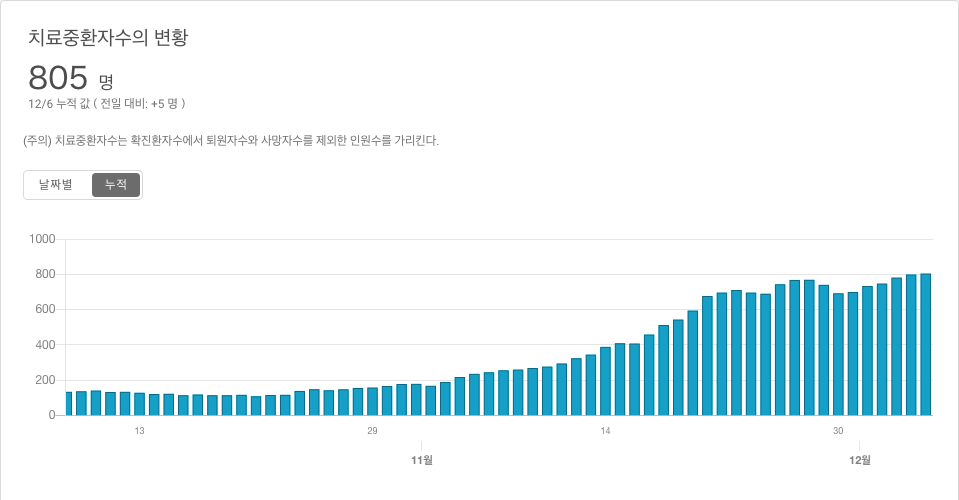 치료중환자수의 변황
805 명
12/6 누적 값 ( 전일 대비: +5 명 )
(주의) 치료중환자수는 확진환자수에서 퇴원자수와 사망자수를 제외한 인원수를 가리킨다.
날짜별 누적
1000
800
600
400
200
0
13 29 14 30
11월 12월